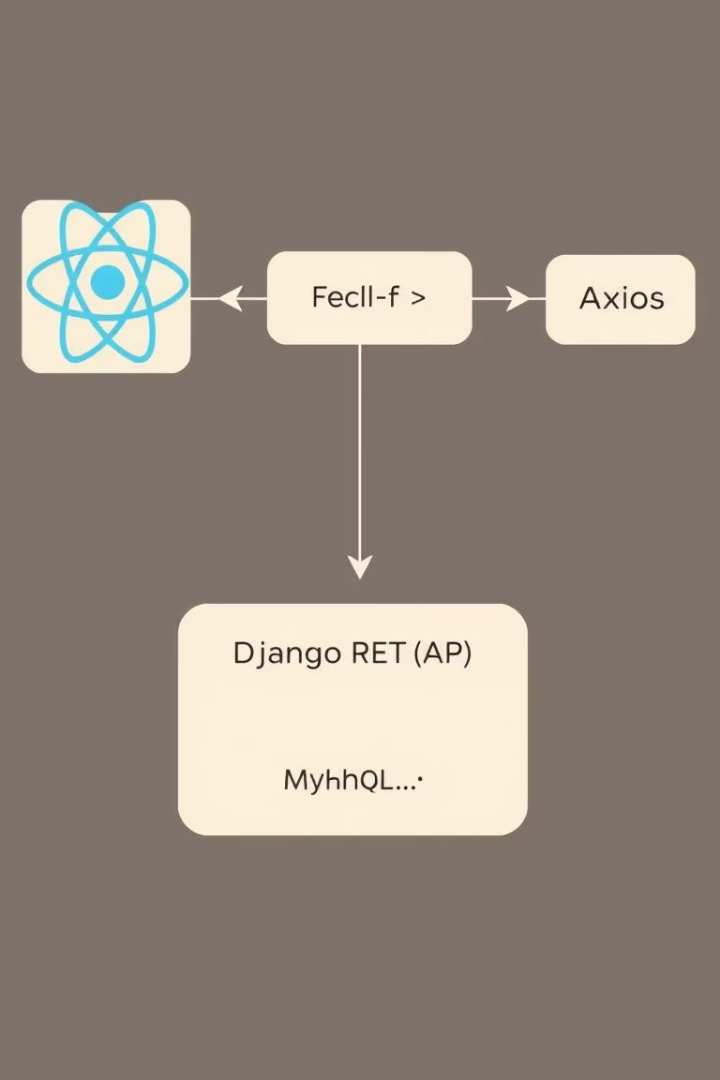 Fecll-f >
Axios
Django RET (AP)
MyhhQL...·